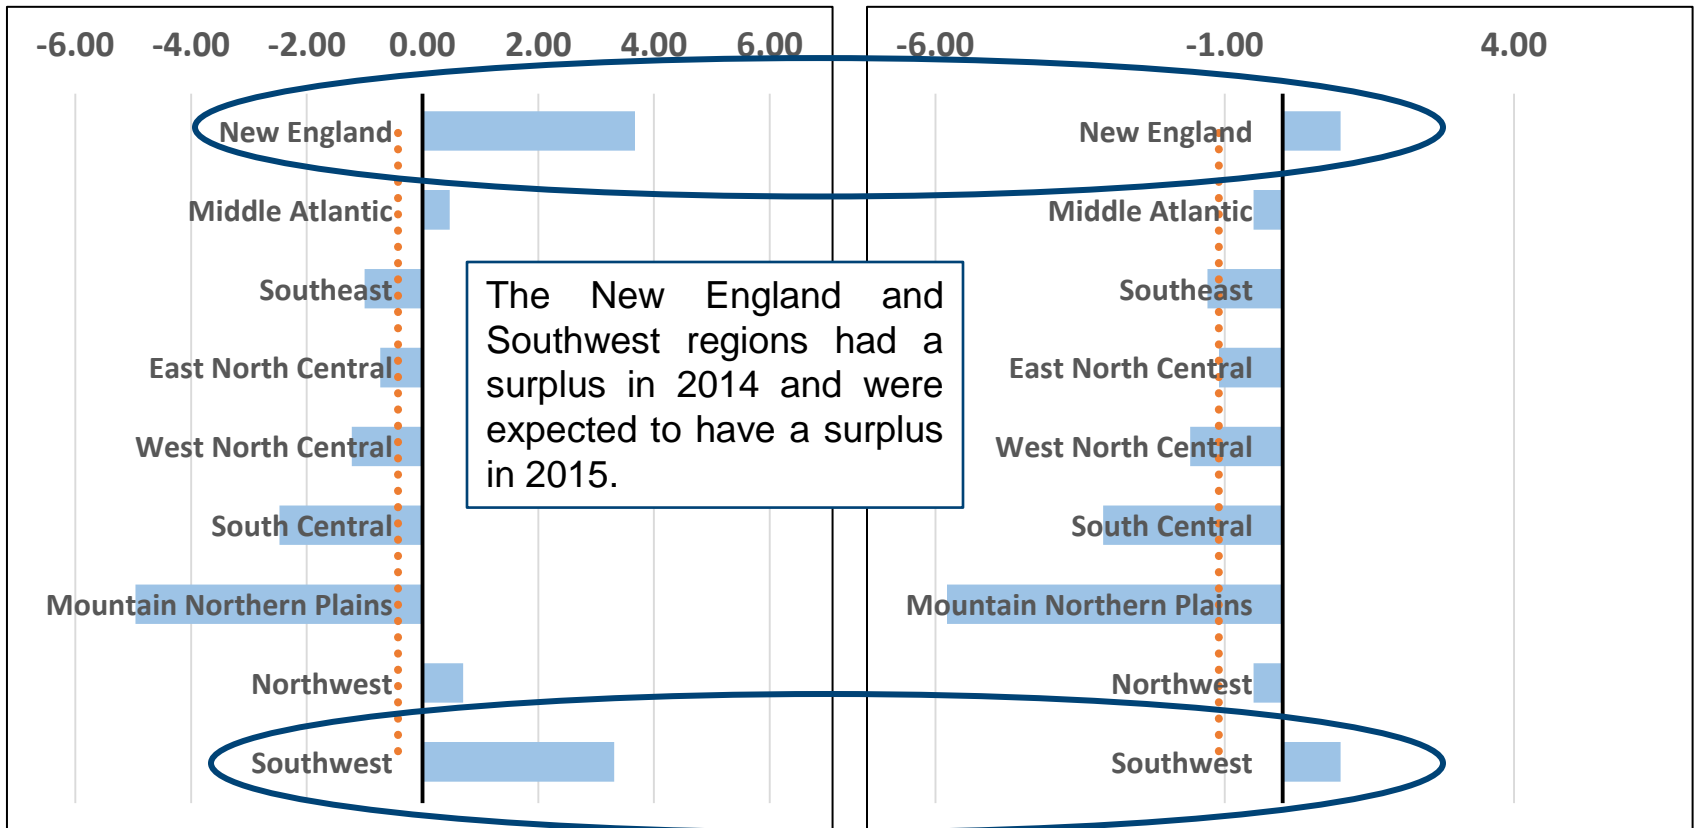 -6.00 -4.00 -2.00 0.00 2.00 4.00 6.00
New England
Middle Atlantic
Southeast
East North Central
West North Central
South Central
Mountain Northern Plains
Northwest
Southwest
The New England and
Southwest regions had a
surplus in 2014 and were
expected to have a surplus
in 2015.
-6.00 -1.00 4.00
New England
Middle Atlantic
Southeast
East North Central
West North Central
South Central
Mountain Northern Plains
Northwest
Southwest